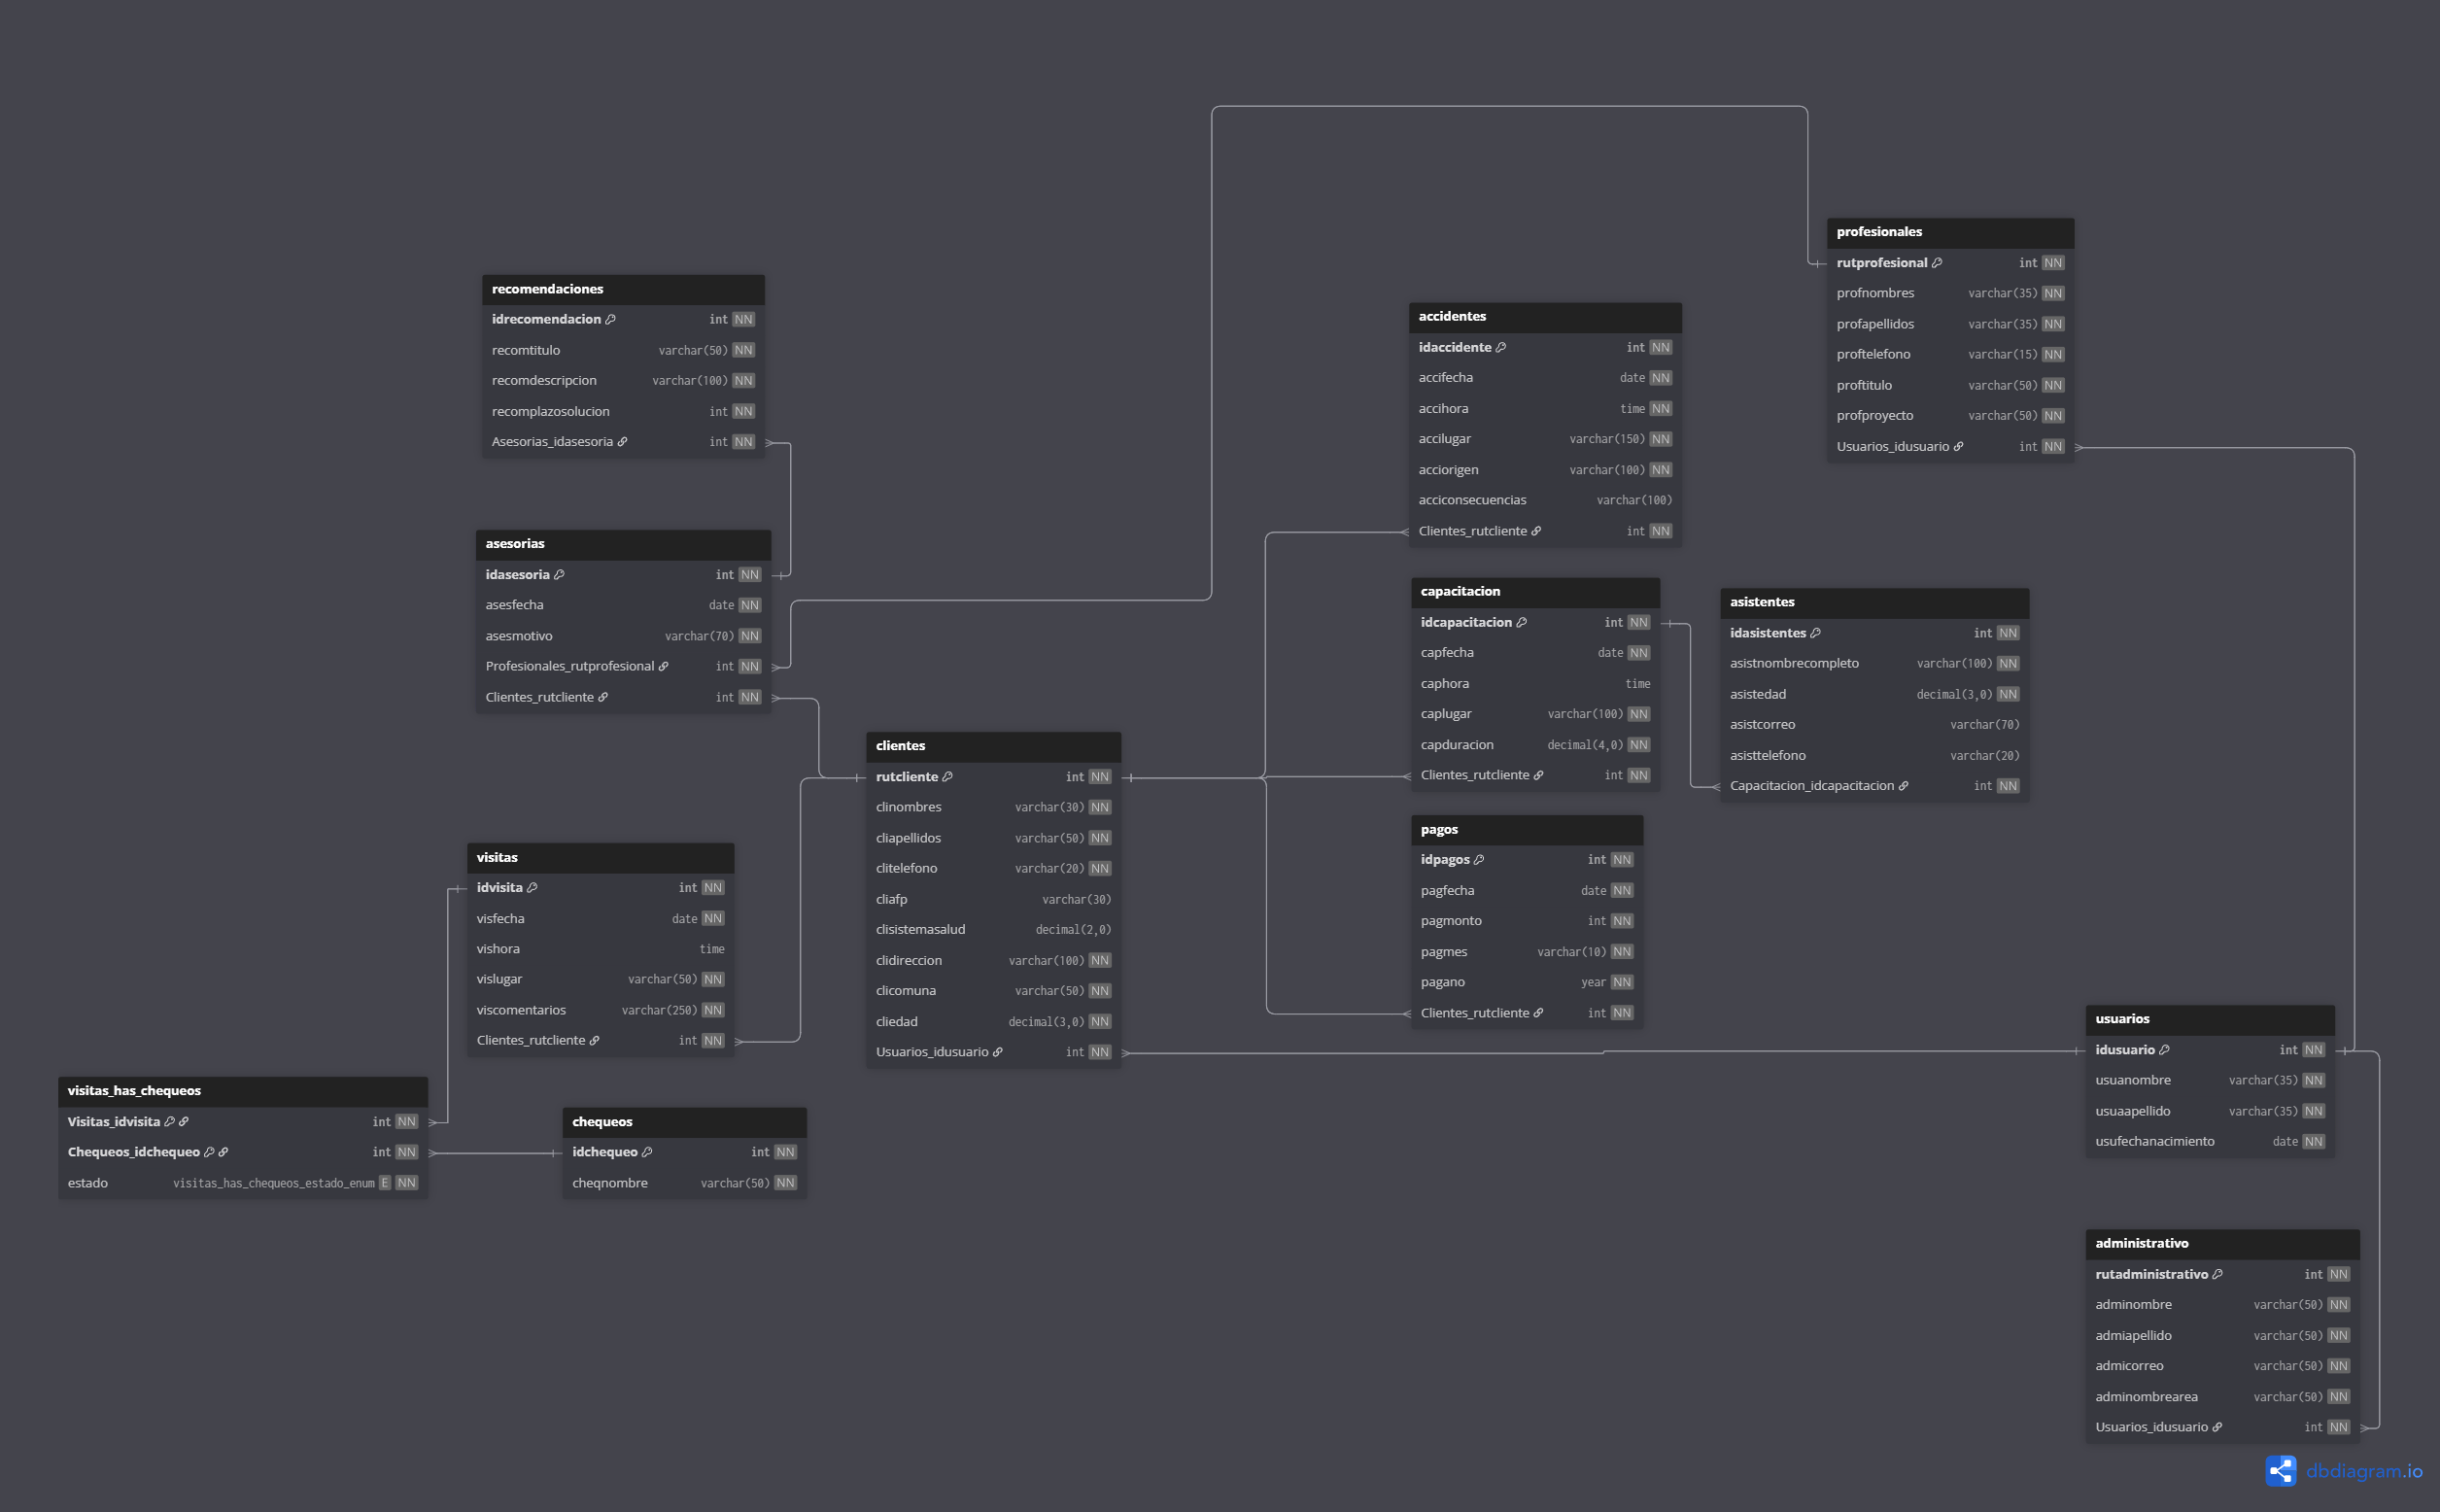 profesionales
rutprofesional int NN
profnombres varchar(35) NN
profapellidos varchar(35) NN
proftelefono varchar(15) NN
proftitulo varchar(50) NN
profproyecto varchar(50) NN
Usuarios_idusuario int NN
recomendaciones
idrecomendacion int NN
recomtitulo varchar(50) NN
recomdescripcion varchar(100) NN
recomplazosolucion int NN
Asesorias_idasesoria int NN
accidentes
idaccidente int NN
accifecha date NN
accihora time NN
accilugar varchar(150) NN
acciorigen varchar(100) NN
acciconsecuencias varchar(100)
Clientes_rutcliente int NN
asesorias
idasesoria int NN
asesfecha date NN
asesmotivo varchar(70) NN
Profesionales_rutprofesional int NN
Clientes_rutcliente int NN
capacitacion
idcapacitacion int NN
capfecha date NN
caphora time
caplugar varchar(100) NN
capduracion decimal(4,0) NN
Clientes_rutcliente int NN
asistentes
idasistentes int NN
asistnombrecompleto varchar(100) NN
asistedad decimal(3,0) NN
asistcorreo varchar(70)
asisttelefono varchar(20)
Capacitacion_idcapacitacion int NN
clientes
rutcliente int NN
clinombres varchar(30) NN
cliapellidos varchar(50) NN
clitelefono varchar(20) NN
cliafp varchar(30)
clisistemasalud decimal(2,0)
clidireccion varchar(100) NN
clicomuna varchar(50) NN
cliedad decimal(3,0) NN
Usuarios_idusuario int NN
pagos
idpagos int NN
pagfecha date NN
pagmonto int NN
pagmes varchar(10) NN
pagano year NN
Clientes_rutcliente int NN
visitas
idvisita int NN
visfecha date NN
vishora time
vislugar varchar(50) NN
viscomentarios varchar(250) NN
Clientes_rutcliente int NN
usuarios
idusuario int NN
usuanombre varchar(35) NN
usuaapellido varchar(35) NN
usufechanacimiento date NN
visitas_has_chequeos
Visitas_idvisita int NN
Chequeos_idchequeo int NN
estado visitas_has_chequeos_estado_enum E NN
chequeos
idchequeo int NN
cheqnombre varchar(50) NN
administrativo
rutadministrativo int NN
adminombre varchar(50) NN
admiapellido varchar(50) NN
admicorreo varchar(50) NN
adminombrearea varchar(50) NN
Usuarios_idusuario int NN
dbdiagram.io